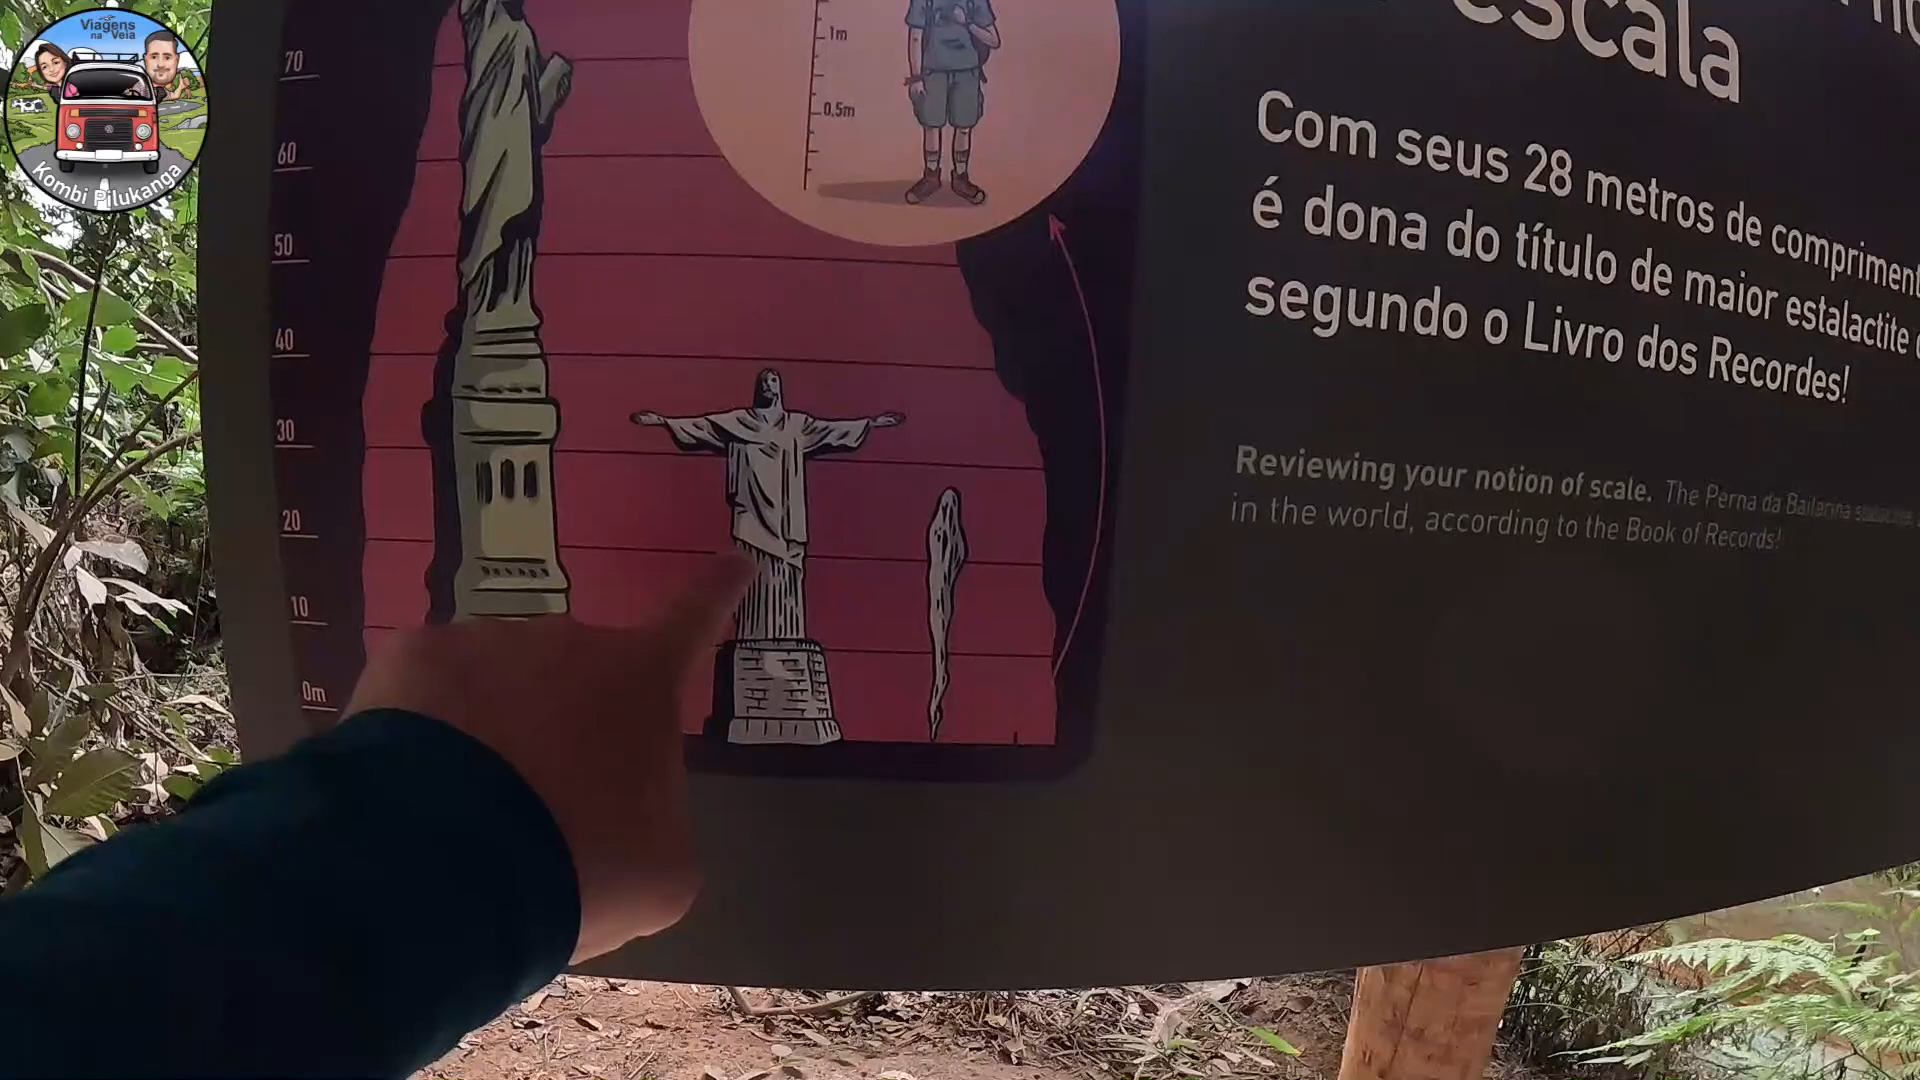 Viagens
na Veia
Kombi Pilukanga
70
60
50
40
30
20
10
0m
1m
0,5m
escala
Com seus 28 metros de
é dona do título de maior estalactite
segundo o Livro dos Recordes!
Reviewing your notion of scale. The Perna da Bailarina
in the world, according to the Book of Records!